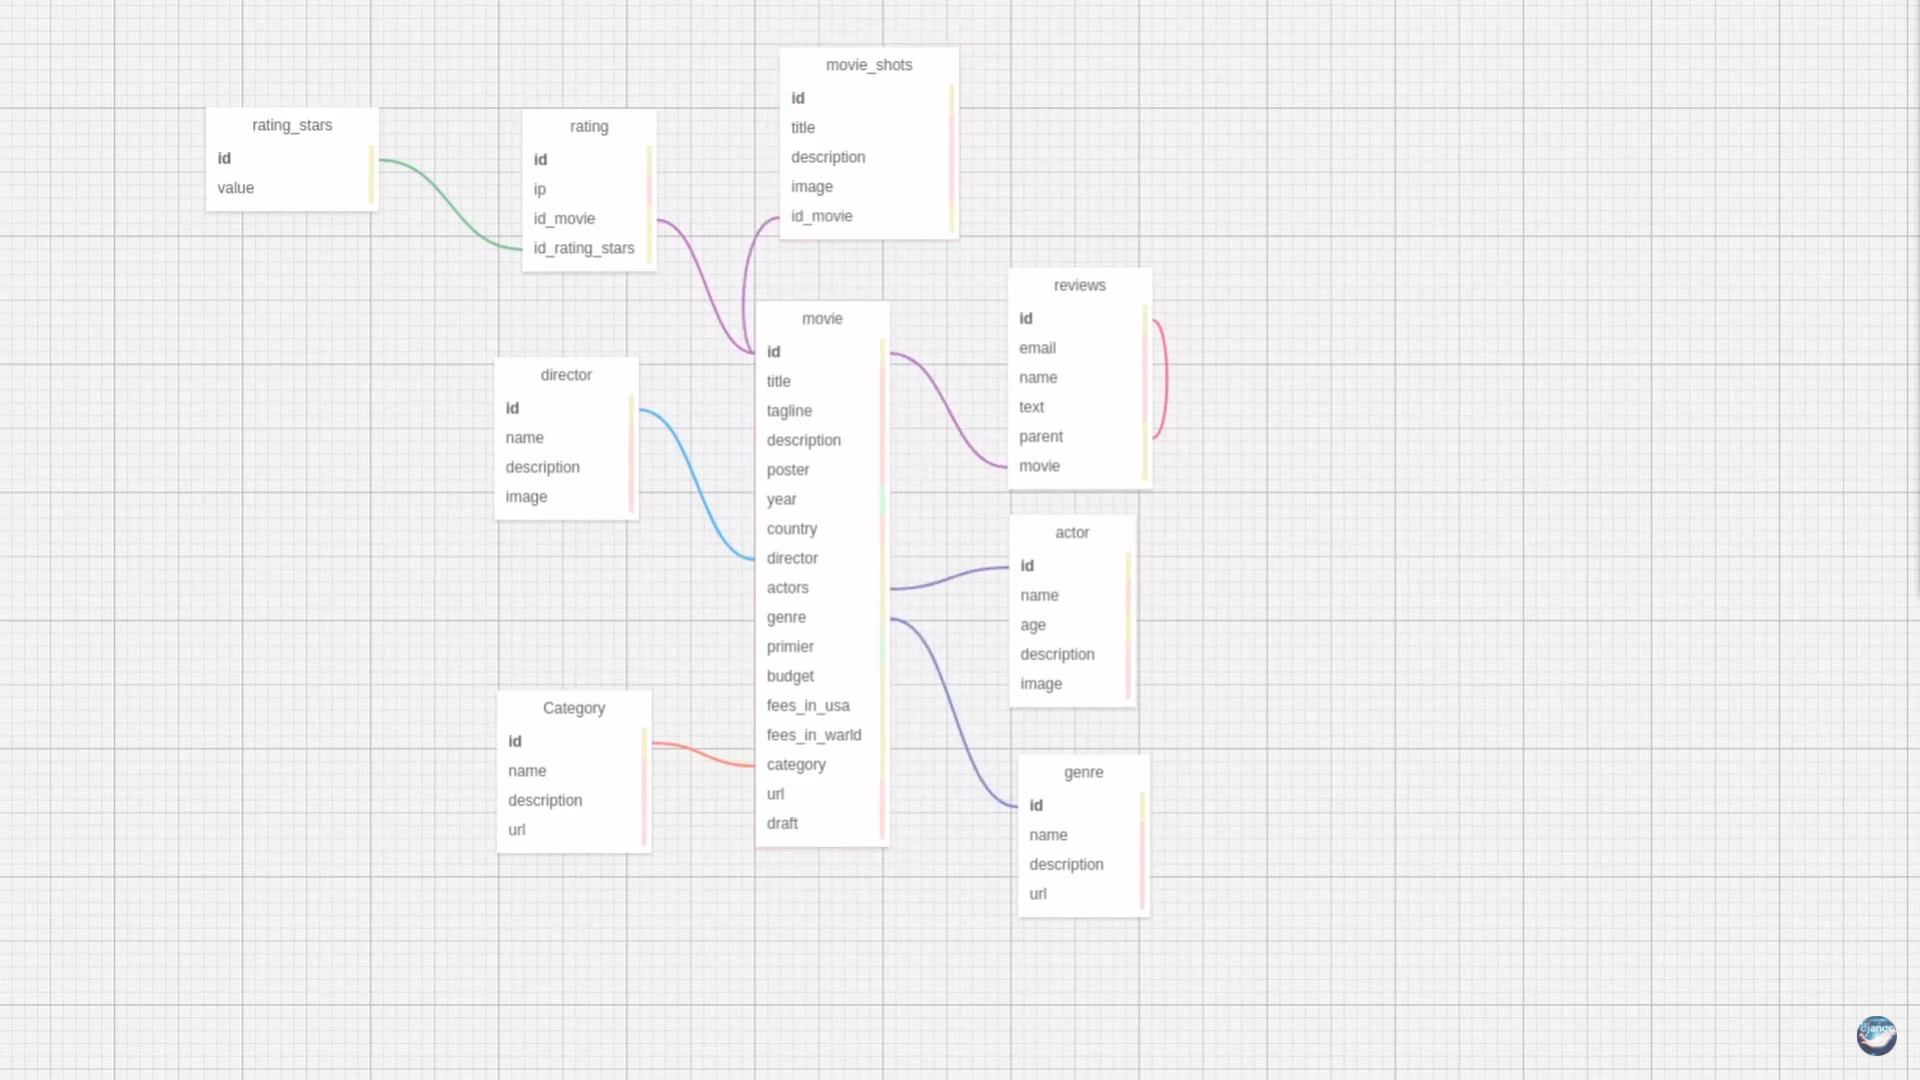 movie_shots
id
title
description
image
id_movie
rating_stars
id
value
rating
id
ip
id_movie
id_rating_stars
reviews
id
email
name
text
parent
movie
movie
id
title
tagline
description
poster
year
country
director
actors
genre
primier
budget
fees_in_usa
fees_in_warld
category
url
draft
director
id
name
description
image
actor
id
name
age
description
image
Category
id
name
description
url
genre
id
name
description
url
django